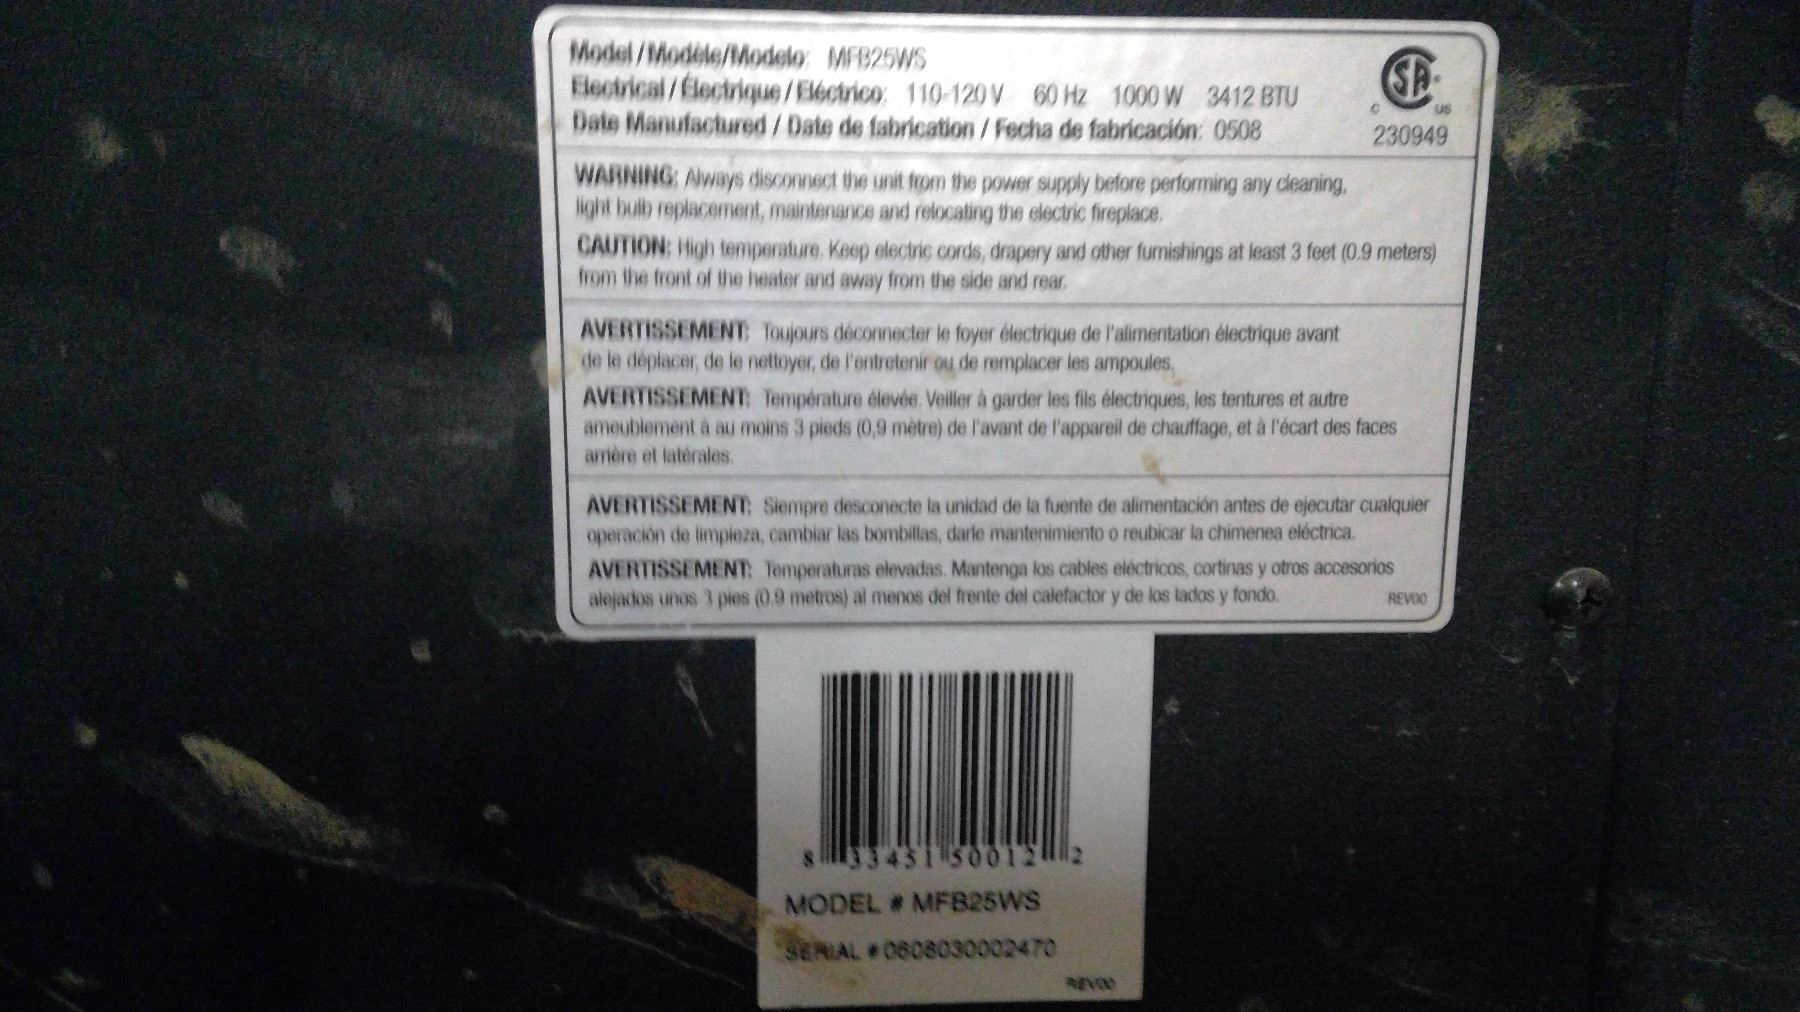 Model / Modèle/Modelo: MFB25WS
Electrical / Électrique / Eléctrico: 110-120 V 60 Hz 1000 W 3412 BTU
Date Manufactured / Date de fabrication / Fecha de fabricación: 0508
CSA
C US
230949
WARNING: Always disconnect the unit from the power supply before performing any cleaning,
light bulb replacement, maintenance and relocating the electric fireplace.
CAUTION: High temperature. Keep electric cords, drapery and other furnishings at least 3 feet (0.9 meters)
from the front of the heater and away from the side and rear.
AVERTISSEMENT: Toujours déconnecter le foyer électrique de l'alimentation électrique avant
de le déplacer, de le nettoyer, de l'entretenir ou de remplacer les ampoules.
AVERTISSEMENT: Température élevée. Veiller à garder les fils électriques, les tentures et autre
ameublement à au moins 3 pieds (0,9 mètre) de l'avant de l'appareil de chauffage, et à l'écart des faces
arrière et latérales.
AVERTISSEMENT: Siempre desconecte la unidad de la fuente de alimentación antes de ejecutar cualquier
operación de limpieza, cambiar las bombillas, darle mantenimiento o reubicar la chimenea eléctrica.
AVERTISSEMENT: Temperaturas elevadas. Mantenga los cables eléctricos, cortinas y otros accesorios
alejados unos 3 pies (0.9 metros) al menos del frente del calefactor y de los lados y fondo.
REV00
8 33451 50012 2
MODEL # MFB25WS
SERIAL # 0608030002470
REV00